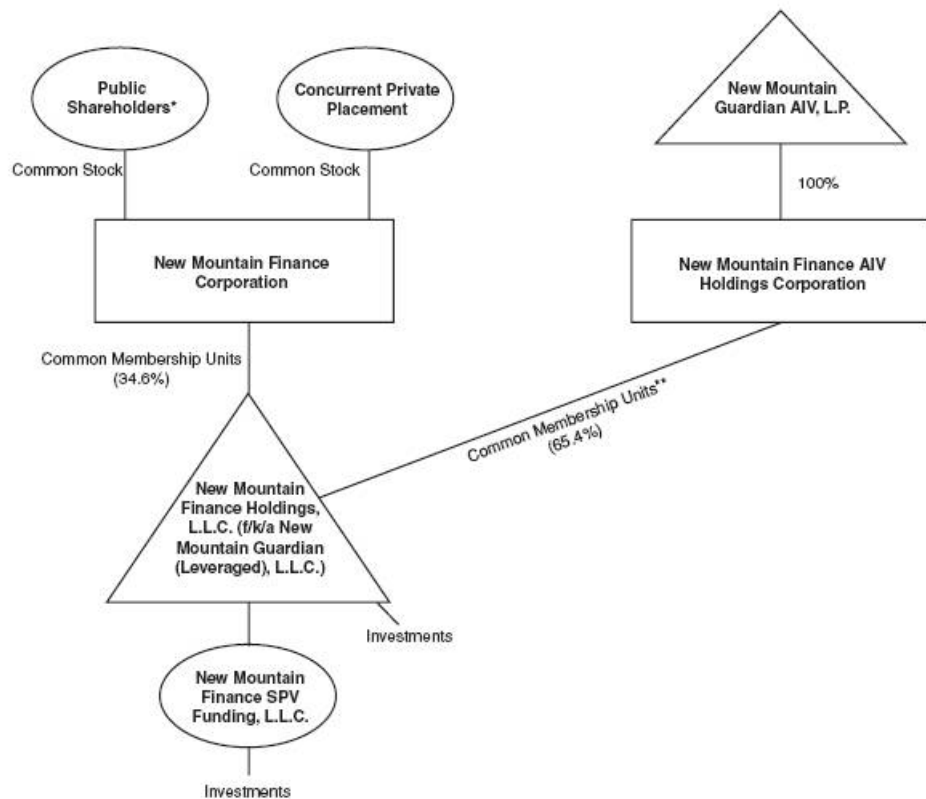 Public
Shareholders*
Concurrent Private
Placement
New Mountain
Guardian AIV, L.P.
Common Stock
Common Stock
100%
New Mountain Finance
Corporation
New Mountain Finance AIV
Holdings Corporation
Common Membership Units
(34.6%)
Common Membership Units**
(65.4%)
New Mountain
Finance Holdings,
L.L.C. (f/k/a New
Mountain Guardian
(Leveraged), L.L.C.)
Investments
New Mountain
Finance SPV
Funding, L.L.C.
Investments